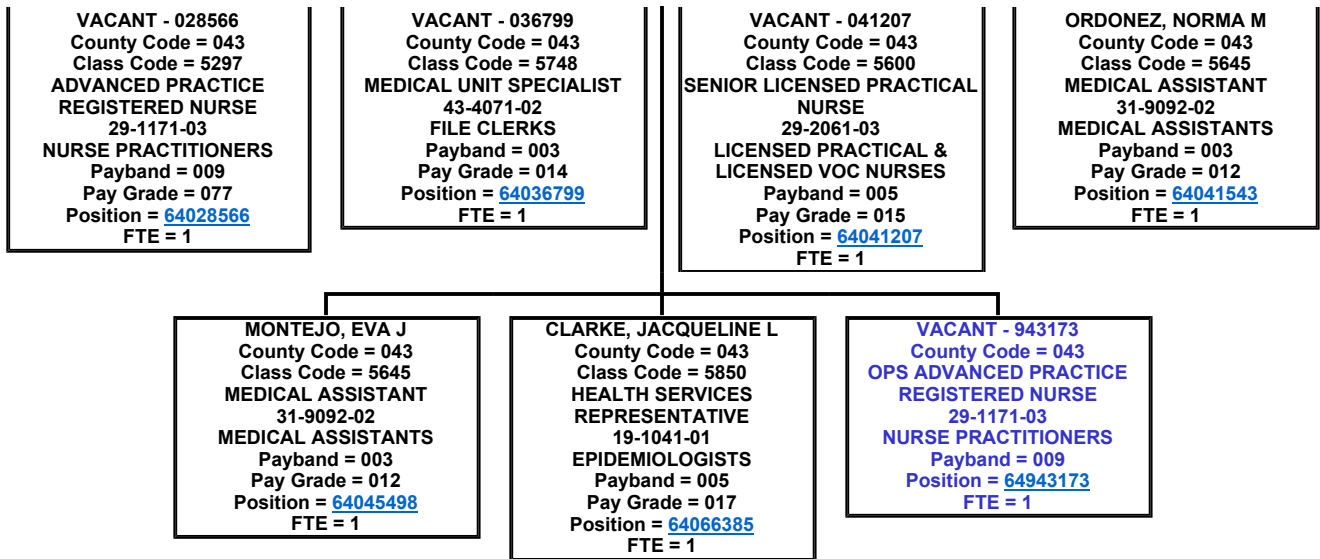 VACANT - 028566
County Code = 043
Class Code = 5297
ADVANCED PRACTICE
REGISTERED NURSE
29-1171-03
NURSE PRACTITIONERS
Payband = 009
Pay Grade = 077
Position = 64028566
FTE = 1
VACANT - 036799
County Code = 043
Class Code = 5748
MEDICAL UNIT SPECIALIST
43-4071-02
FILE CLERKS
Payband = 003
Pay Grade = 014
Position = 64036799
FTE = 1
VACANT - 041207
County Code = 043
Class Code = 5600
SENIOR LICENSED PRACTICAL
NURSE
29-2061-03
LICENSED PRACTICAL &
LICENSED VOC NURSES
Payband = 005
Pay Grade = 015
Position = 64041207
FTE = 1
ORDONEZ, NORMA M
County Code = 043
Class Code = 5645
MEDICAL ASSISTANT
31-9092-02
MEDICAL ASSISTANTS
Payband = 003
Pay Grade = 012
Position = 64041543
FTE = 1
MONTEJO, EVA J
County Code = 043
Class Code = 5645
MEDICAL ASSISTANT
31-9092-02
MEDICAL ASSISTANTS
Payband = 003
Pay Grade = 012
Position = 64045498
FTE = 1
CLARKE, JACQUELINE L
County Code = 043
Class Code = 5850
HEALTH SERVICES
REPRESENTATIVE
19-1041-01
EPIDEMIOLOGISTS
Payband = 005
Pay Grade = 017
Position = 64066385
FTE = 1
VACANT - 943173
County Code = 043
OPS ADVANCED PRACTICE
REGISTERED NURSE
29-1171-03
NURSE PRACTITIONERS
Payband = 009
Position = 64943173
FTE = 1